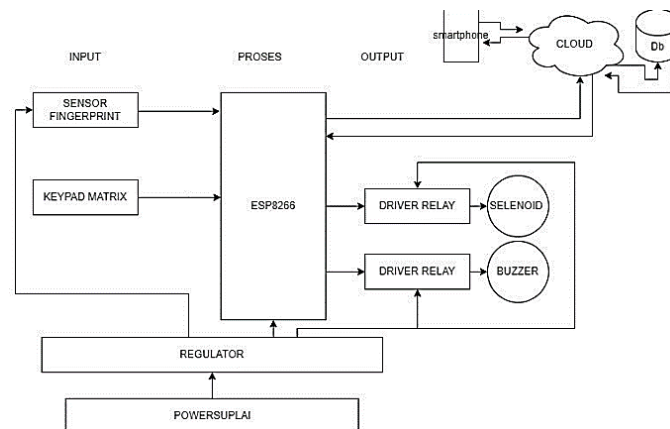 INPUT
PROSES
OUTPUT
smartphone
CLOUD
Db
SENSOR
FINGERPRINT
KEYPAD MATRIX
ESP8266
DRIVER RELAY
SELENOID
DRIVER RELAY
BUZZER
REGULATOR
POWERSUPLAI